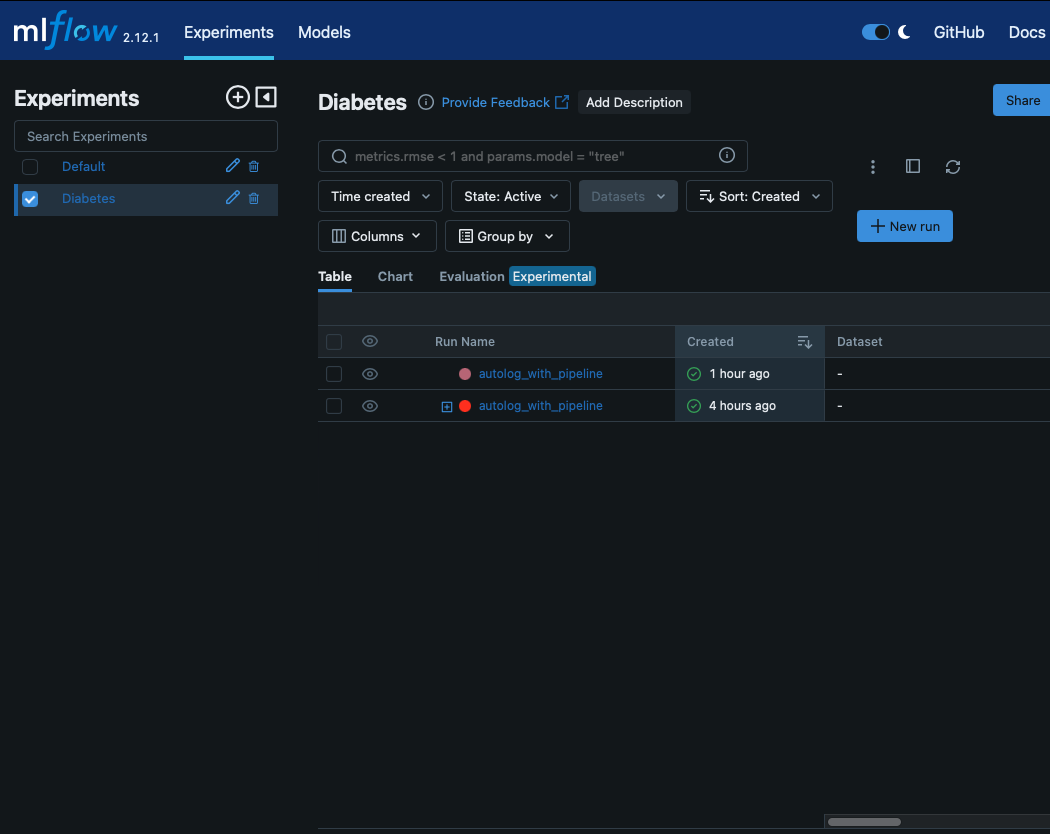 mlflow 2.12.1 Experiments Models GitHub Docs
Experiments
Search Experiments
Default
Diabetes
Diabetes Provide Feedback Add Description Share
metrics.rmse < 1 and params.model = "tree"
Time created State: Active Datasets Sort: Created
New run
Columns Group by
Table Chart Evaluation Experimental
Run Name Created Dataset
autolog_with_pipeline 1 hour ago -
autolog_with_pipeline 4 hours ago -